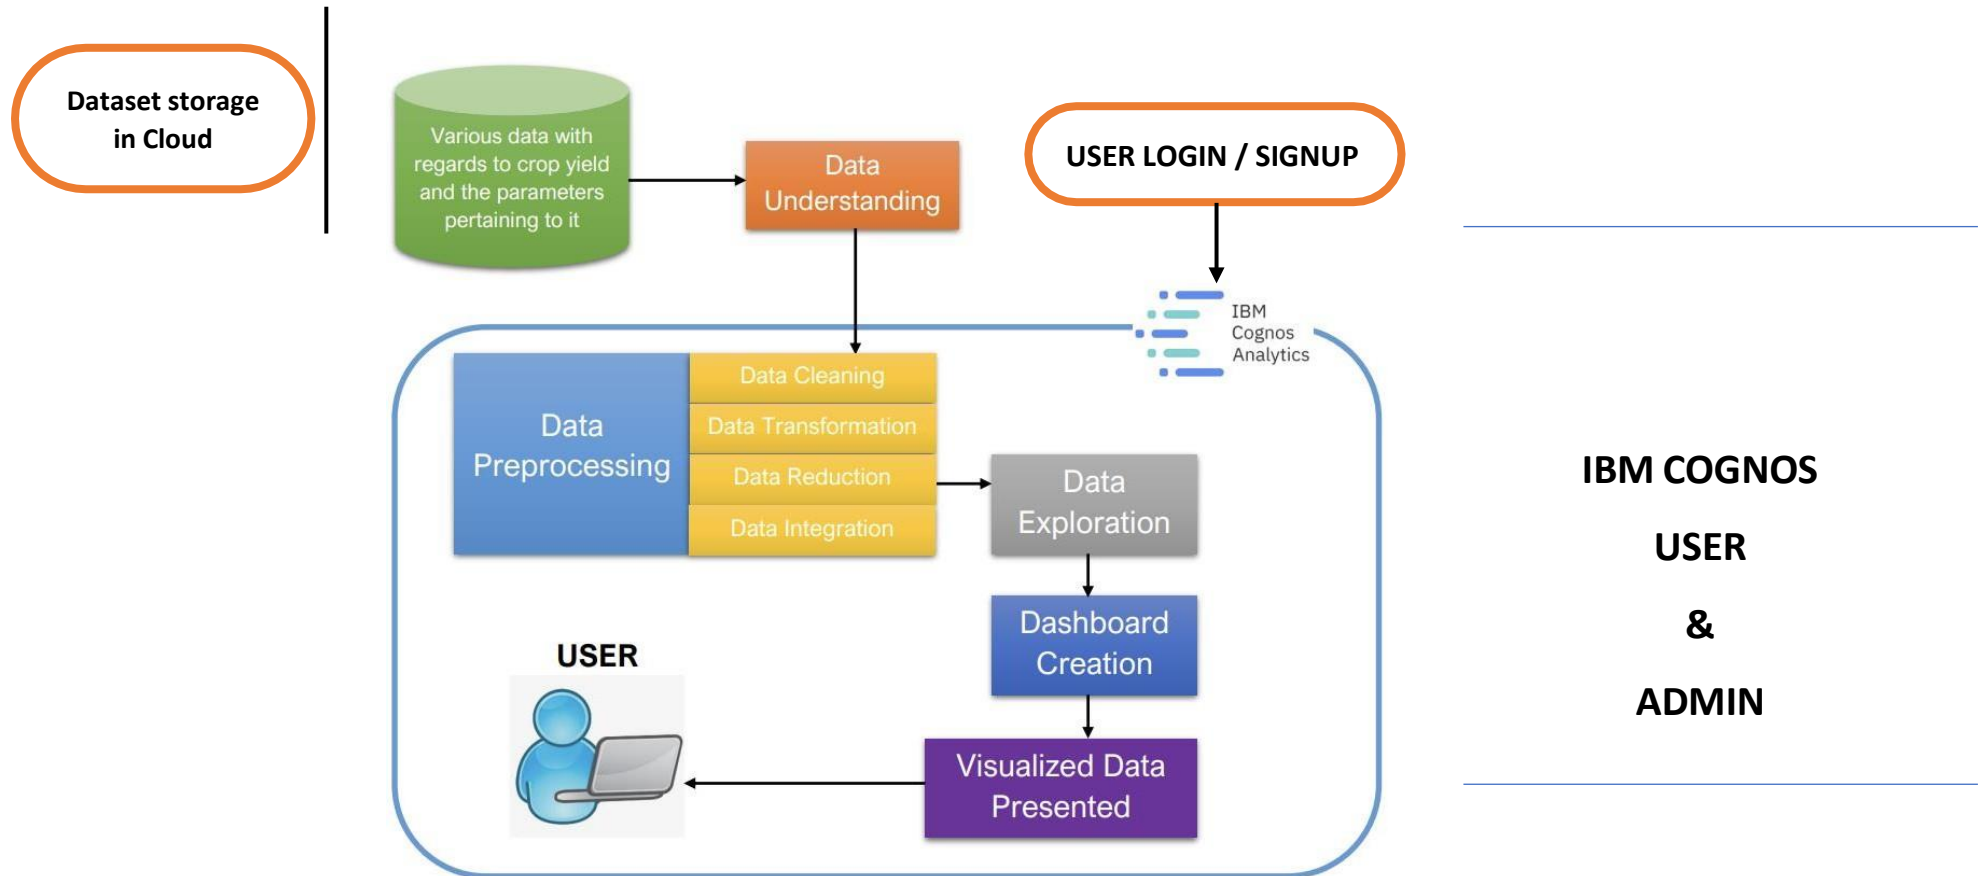 Dataset storage
in Cloud
Various data with
regards to crop yield
and the parameters
pertaining to it
Data
Understanding
USER LOGIN / SIGNUP
IBM
Cognos
Analytics
Data
Preprocessing
Data Cleaning
Data Transformation
Data Reduction
Data Integration
Data
Exploration
Dashboard
Creation
Visualized Data
Presented
USER
IBM COGNOS
USER
&
ADMIN